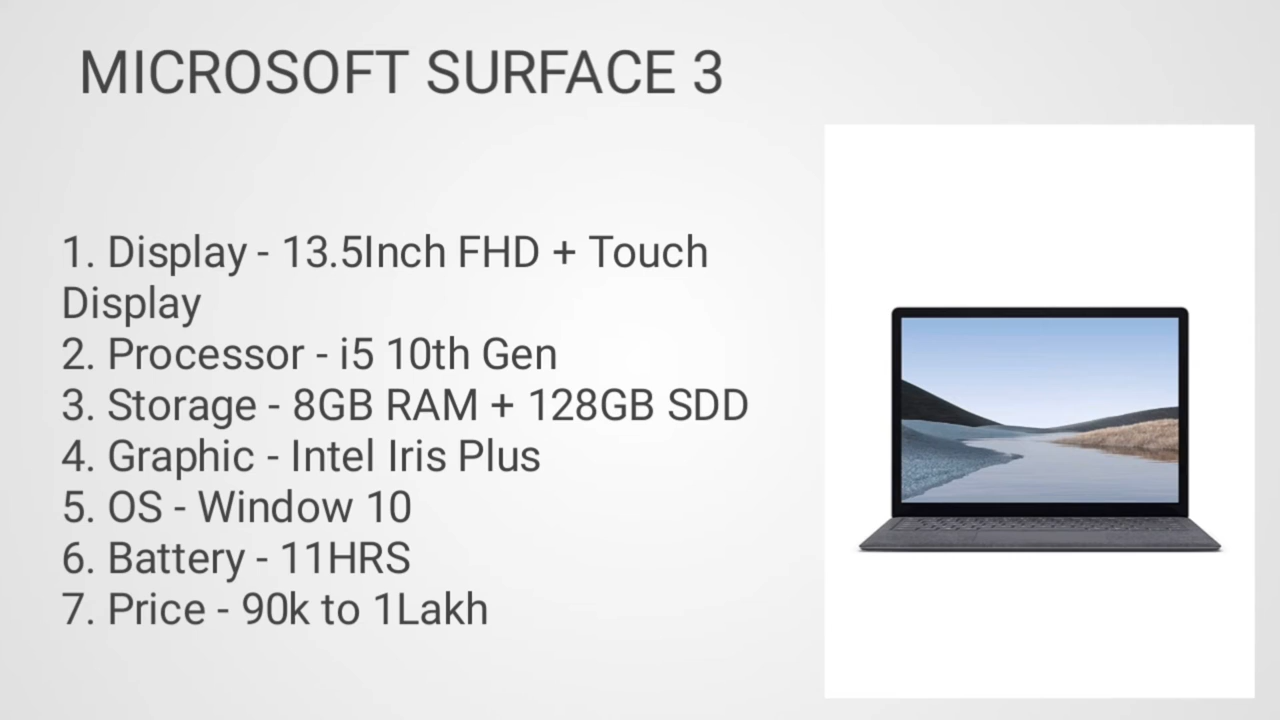 MICROSOFT SURFACE 3
1. Display - 13.5Inch FHD + Touch
Display
2. Processor - i5 10th Gen
3. Storage - 8GB RAM + 128GB SDD
4. Graphic - Intel Iris Plus
5. OS - Window 10
6. Battery - 11HRS
7. Price - 90k to 1Lakh